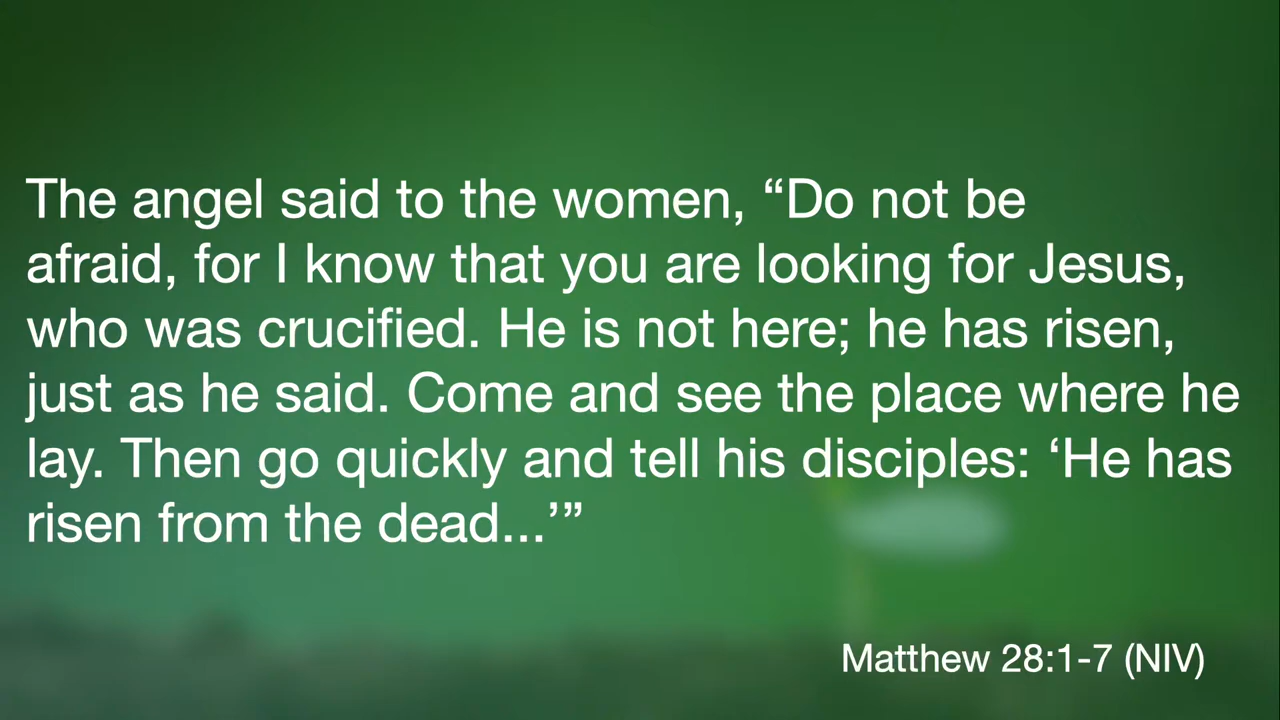 The angel said to the women, “Do not be
afraid, for I know that you are looking for Jesus,
who was crucified. He is not here; he has risen,
just as he said. Come and see the place where he
lay. Then go quickly and tell his disciples: ‘He has
risen from the dead...’”
Matthew 28:1-7 (NIV)